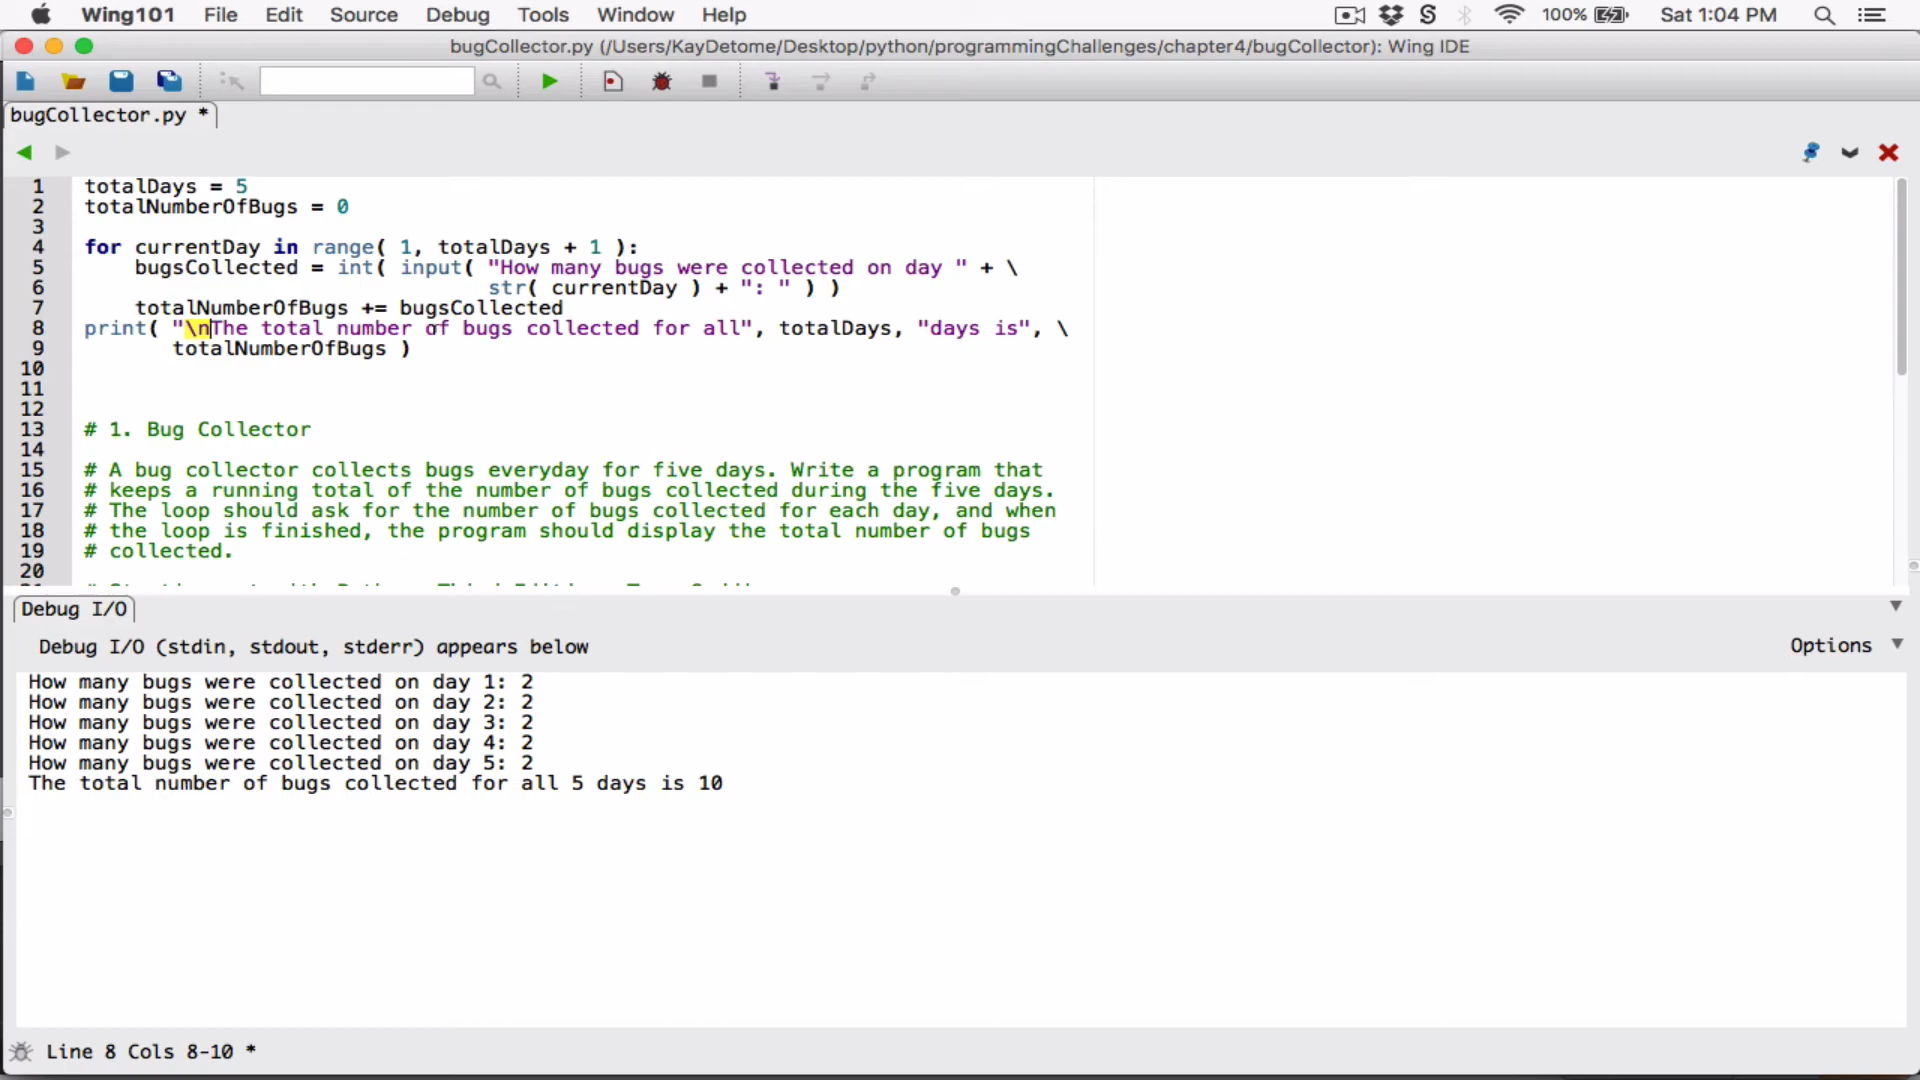 Wing101 File Edit Source Debug Tools Window Help 100% Sat 1:04 PM
bugCollector.py (/Users/KayDetome/Desktop/python/programmingChallenges/chapter4/bugCollector): Wing IDE
bugCollector.py *
1 totalDays = 5
2 totalNumberOfBugs = 0
3
4 for currentDay in range( 1, totalDays + 1 ):
5 bugsCollected = int( input( "How many bugs were collected on day " + \
6 str( currentDay ) + ": " ) )
7 totalNumberOfBugs += bugsCollected
8 print( "\nThe total number of bugs collected for all", totalDays, "days is", \
9 totalNumberOfBugs )
10
11
12
13 # 1. Bug Collector
14
15 # A bug collector collects bugs everyday for five days. Write a program that
16 # keeps a running total of the number of bugs collected during the five days.
17 # The loop should ask for the number of bugs collected for each day, and when
18 # the loop is finished, the program should display the total number of bugs
19 # collected.
20
Debug I/O
Debug I/O (stdin, stdout, stderr) appears below Options
How many bugs were collected on day 1: 2
How many bugs were collected on day 2: 2
How many bugs were collected on day 3: 2
How many bugs were collected on day 4: 2
How many bugs were collected on day 5: 2
The total number of bugs collected for all 5 days is 10
Line 8 Cols 8-10 *